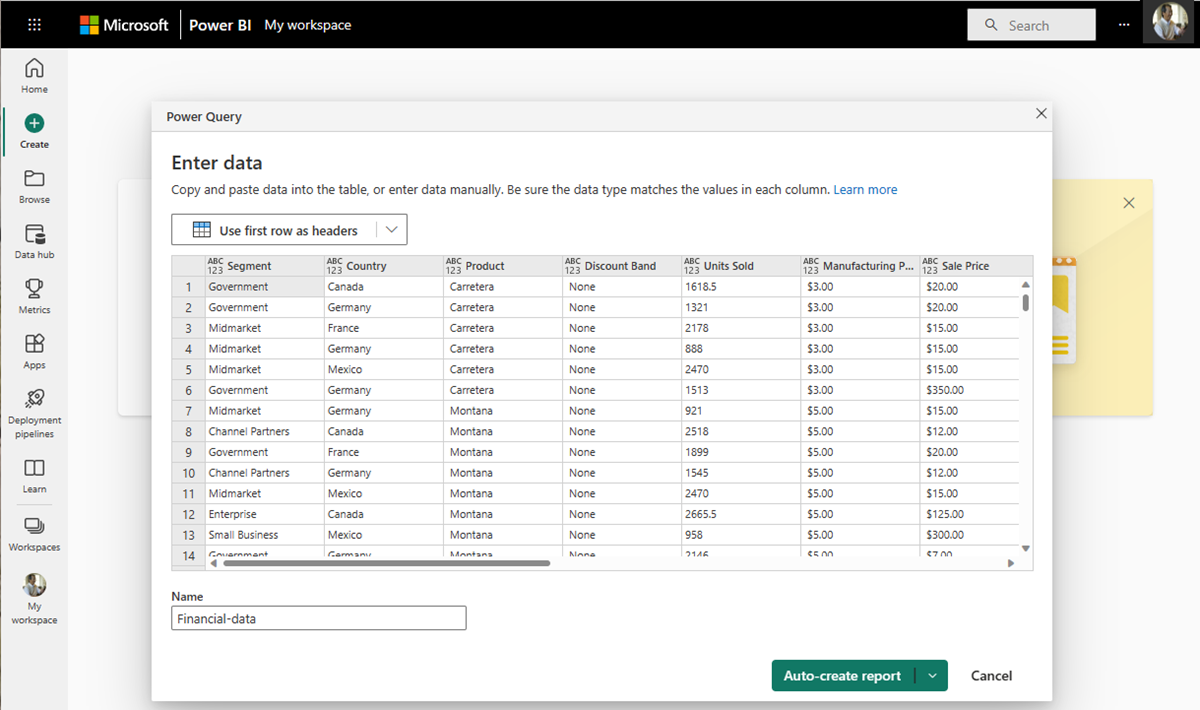 Microsoft Power BI My workspace Search ...
Home
Create
Browse
Data hub
Metrics
Apps
Deployment
pipelines
Learn
Workspaces
My
workspace
Power Query
Enter data
Copy and paste data into the table, or enter data manually. Be sure the data type matches the values in each column. Learn more
Use first row as headers
ABC 123 Segment ABC 123 Country ABC 123 Product ABC 123 Discount Band ABC 123 Units Sold ABC 123 Manufacturing P... ABC 123 Sale Price
1 Government Canada Carretera None 1618.5 $3.00 $20.00
2 Government Germany Carretera None 1321 $3.00 $20.00
3 Midmarket France Carretera None 2178 $3.00 $15.00
4 Midmarket Germany Carretera None 888 $3.00 $15.00
5 Midmarket Mexico Carretera None 2470 $3.00 $15.00
6 Government Germany Carretera None 1513 $3.00 $350.00
7 Midmarket Germany Montana None 921 $5.00 $15.00
8 Channel Partners Canada Montana None 2518 $5.00 $12.00
9 Government France Montana None 1899 $5.00 $20.00
10 Channel Partners Germany Montana None 1545 $5.00 $12.00
11 Midmarket Mexico Montana None 2470 $5.00 $15.00
12 Enterprise Canada Montana None 2665.5 $5.00 $125.00
13 Small Business Mexico Montana None 958 $5.00 $300.00
14 Government Germany Montana None 2146 $5.00 $7.00
Name
Financial-data
Auto-create report Cancel